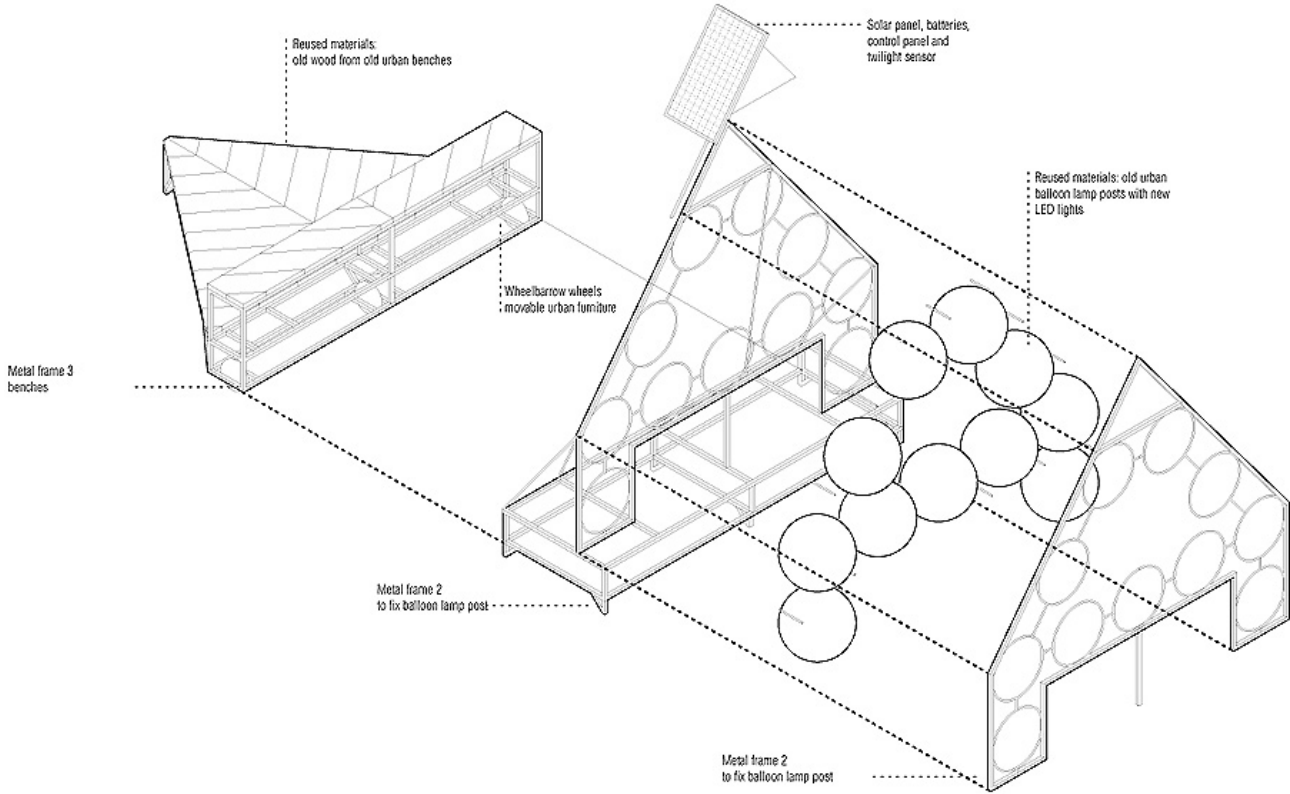 Solar panel, batteries,
control panel and
twilight sensor
Reused materials:
old wood from old urban benches
Reused materials: old urban
balloon lamp posts with new
LED lights
Wheelbarrow wheels
movable urban furniture
Metal frame 3
benches
Metal frame 2
to fix balloon lamp post
Metal frame 2
to fix balloon lamp post